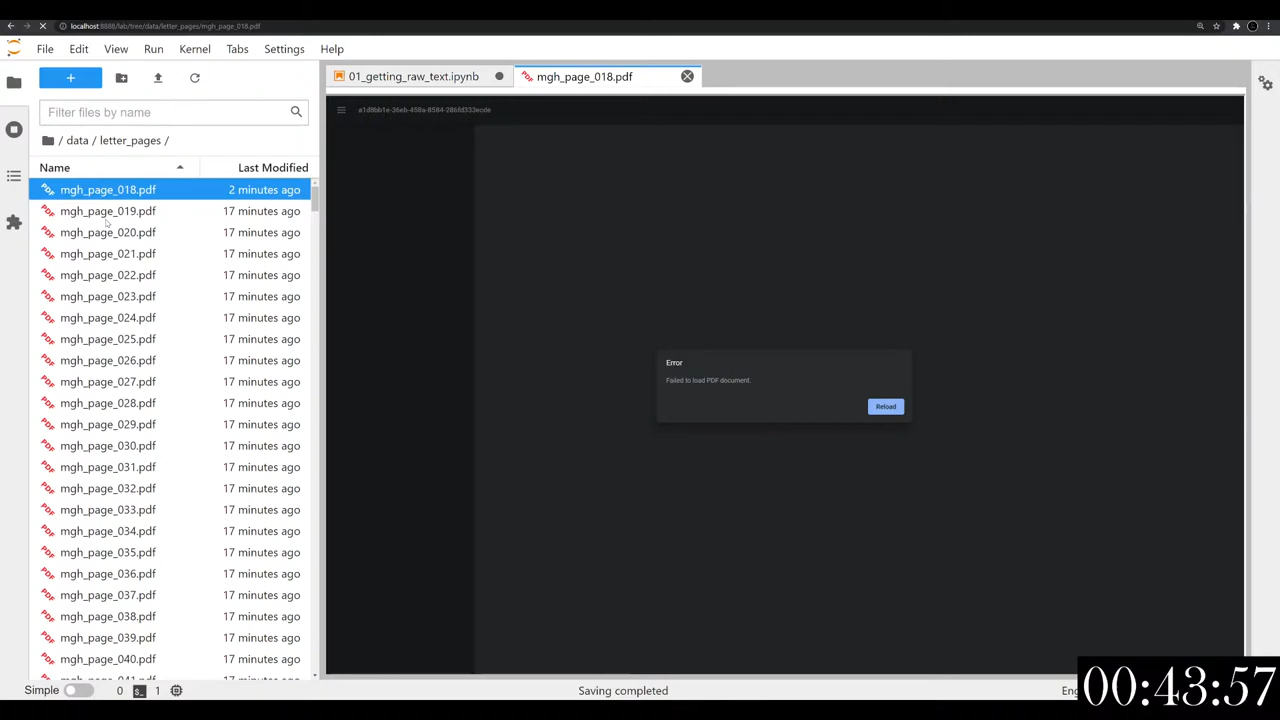 localhost:8888/lab/tree/data/letter_pages/mgh_page_018.pdf
File Edit View Run Kernel Tabs Settings Help
01_getting_raw_text.ipynb
mgh_page_018.pdf
Filter files by name
/ data / letter_pages /
Name Last Modified
mgh_page_018.pdf 2 minutes ago
mgh_page_019.pdf 17 minutes ago
mgh_page_020.pdf 17 minutes ago
mgh_page_021.pdf 17 minutes ago
mgh_page_022.pdf 17 minutes ago
mgh_page_023.pdf 17 minutes ago
mgh_page_024.pdf 17 minutes ago
mgh_page_025.pdf 17 minutes ago
mgh_page_026.pdf 17 minutes ago
mgh_page_027.pdf 17 minutes ago
mgh_page_028.pdf 17 minutes ago
mgh_page_029.pdf 17 minutes ago
mgh_page_030.pdf 17 minutes ago
mgh_page_031.pdf 17 minutes ago
mgh_page_032.pdf 17 minutes ago
mgh_page_033.pdf 17 minutes ago
mgh_page_034.pdf 17 minutes ago
mgh_page_035.pdf 17 minutes ago
mgh_page_036.pdf 17 minutes ago
mgh_page_037.pdf 17 minutes ago
mgh_page_038.pdf 17 minutes ago
mgh_page_039.pdf 17 minutes ago
mgh_page_040.pdf 17 minutes ago
Error
Failed to load PDF document.
Reload
Simple 0 1 Saving completed
00:43:57